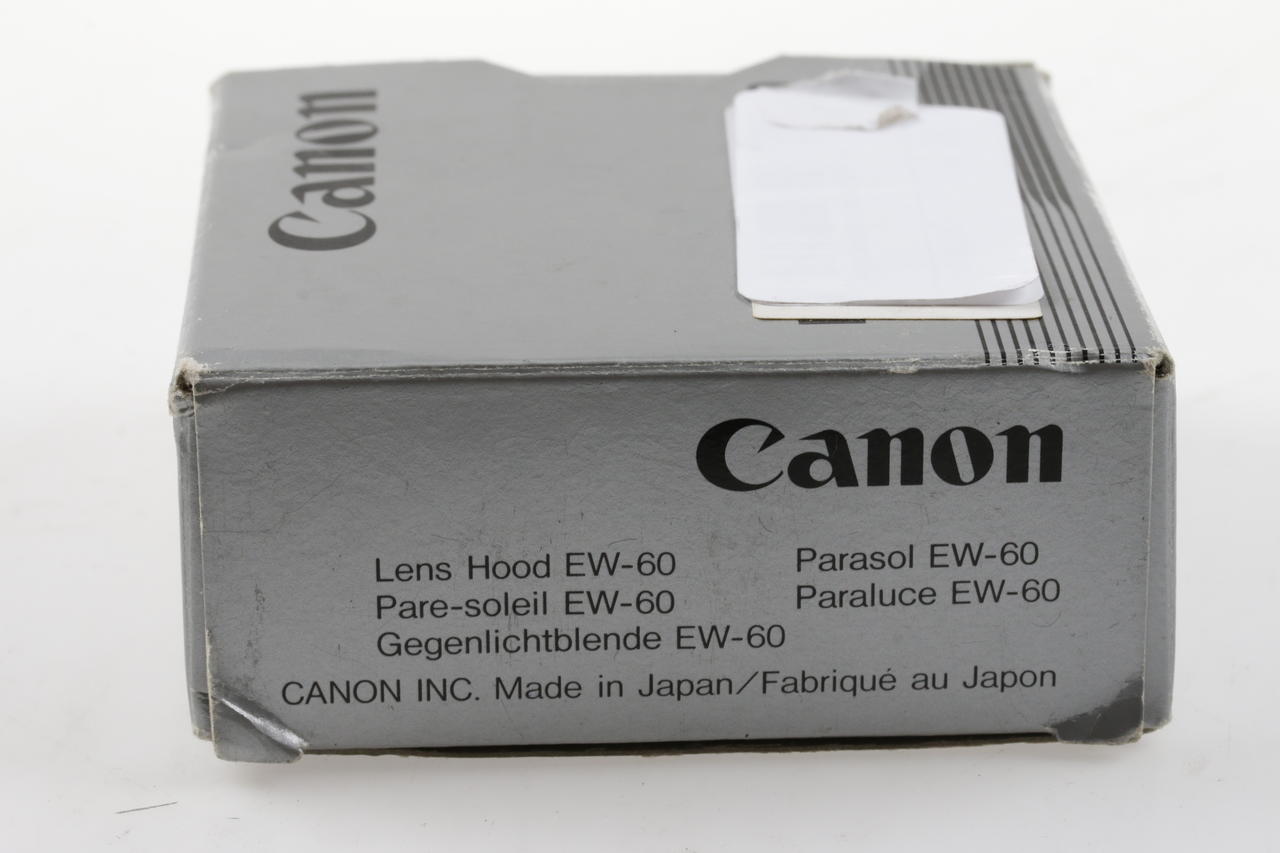 Canon
Canon
Lens Hood EW-60
Pare-soleil EW-60
Gegenlichtblende EW-60
Parasol EW-60
Paraluce EW-60
CANON INC. Made in Japan/Fabriqué au Japon